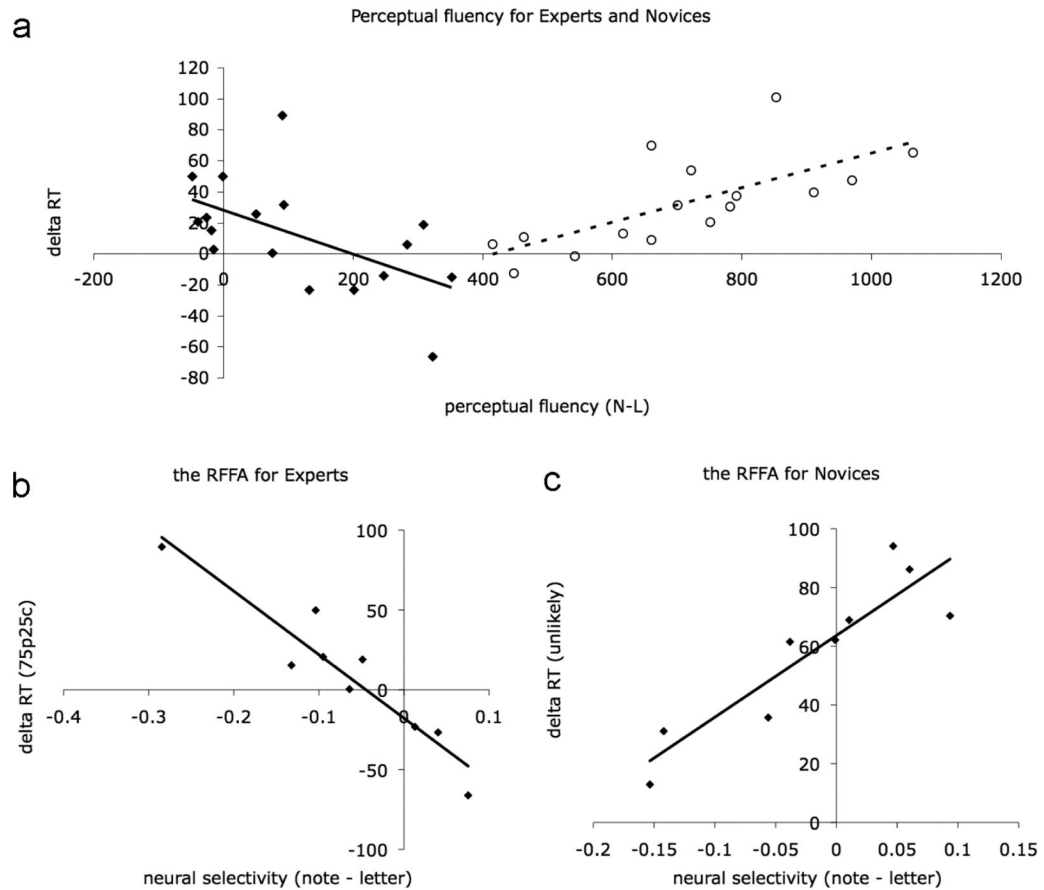 a
Perceptual fluency for Experts and Novices
120
100
80
60
40
20
0
-20
-40
-60
-80
-200 0 200 400 600 800 1000 1200
delta RT
perceptual fluency (N-L)
b
the RFFA for Experts
100
50
0
-50
-100
-0.4 -0.3 -0.2 -0.1 0 0.1
delta RT (75p25c)
neural selectivity (note - letter)
c
the RFFA for Novices
100
80
60
40
20
0
-0.2 -0.15 -0.1 -0.05 0 0.05 0.1 0.15
delta RT (unlikely)
neural selectivity (note - letter)